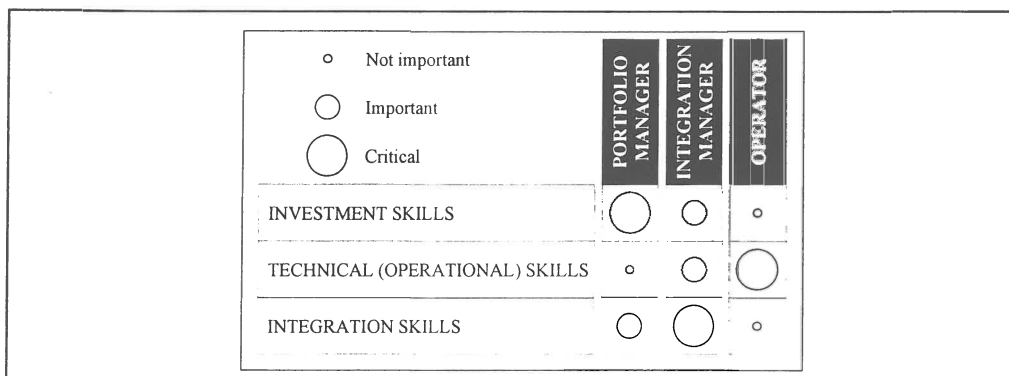 Not important
Important
Critical
PORTFOLIO
MANAGER
INTEGRATION
MANAGER
OPERATOR
INVESTMENT SKILLS
TECHNICAL (OPERATIONAL) SKILLS
INTEGRATION SKILLS